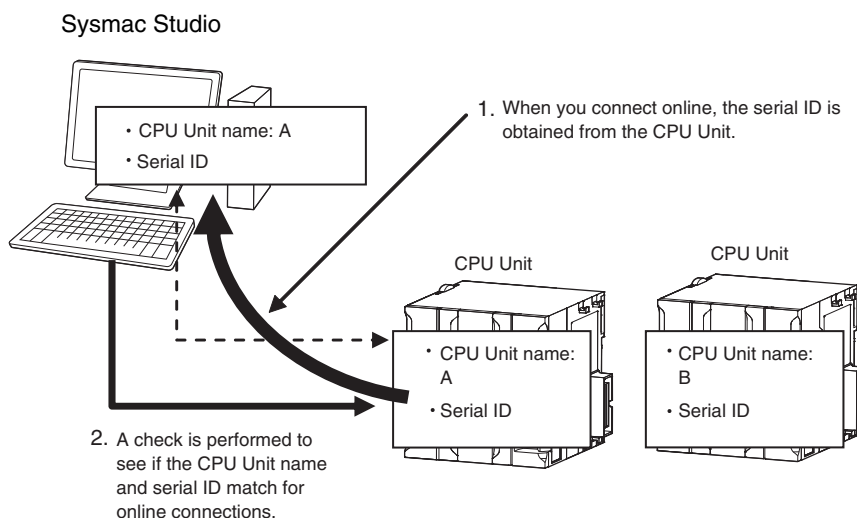 Sysmac Studio
• CPU Unit name: A
• Serial ID
1. When you connect online, the serial ID is
obtained from the CPU Unit.
CPU Unit
• CPU Unit name:
A
• Serial ID
CPU Unit
• CPU Unit name:
B
• Serial ID
2. A check is performed to
see if the CPU Unit name
and serial ID match for
online connections.